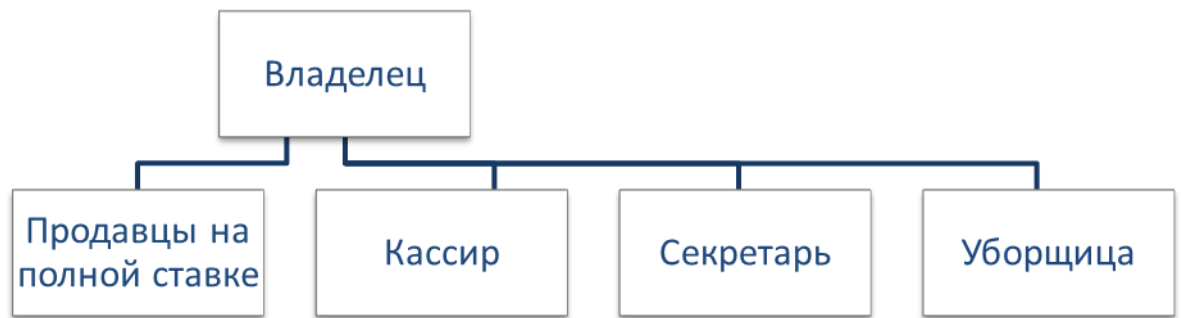 Владелец
Продавцы на
полной ставке
Кассир
Секретарь
Уборщица